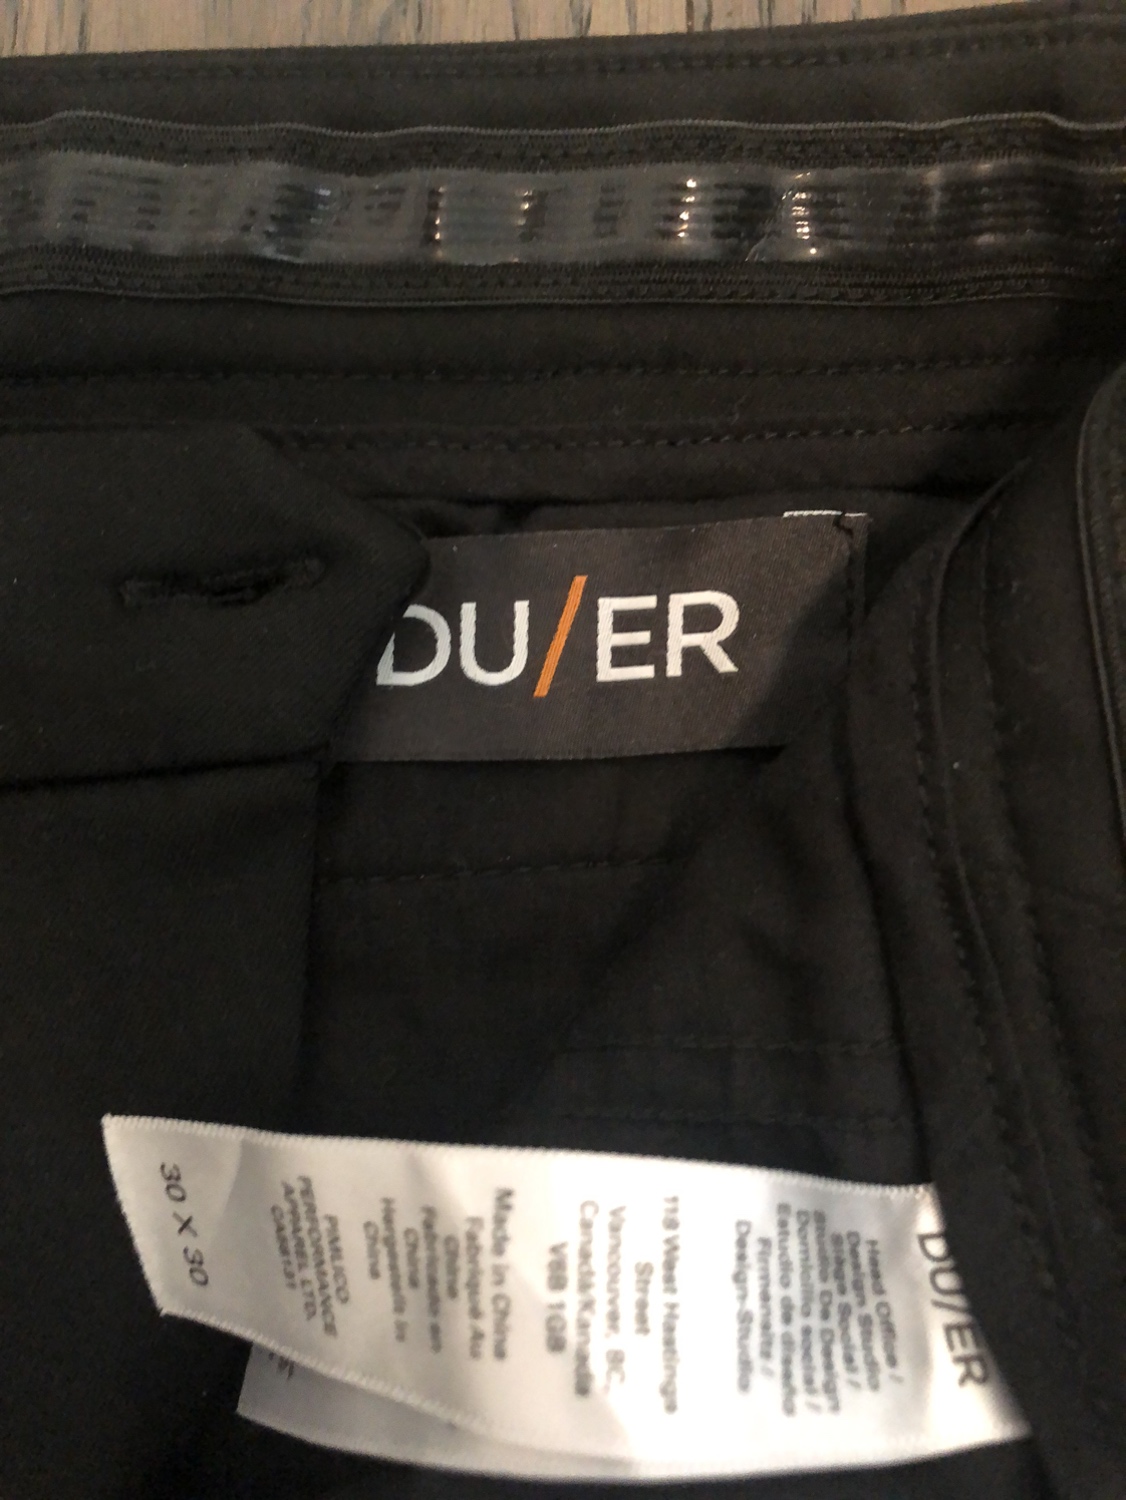 DU/ER
DU/ER
Head Office /
Design Studio
Siège Social /
Studio De Design
Domicilio social /
Estudio de diseño
Firmensitz /
Design-Studio
118 West Hastings
Street
Vancouver, BC,
Canada/Kanada
V6B 1G8
Made in China
Fabriqué Au
Chine
Fabricado en
China
Hergestellt in
China
PIMLICO
PERFORMANCE
APPAREL LTD.
30 X 30